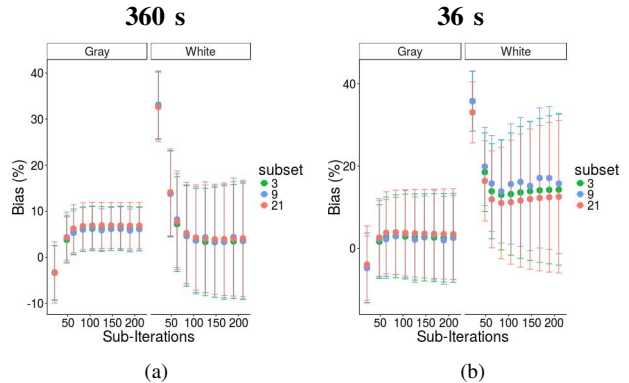 360 s
Gray White
Bias (%)
40
30
20
10
0
-10
50 100 150 200 50 100 150 200
Sub-Iterations
subset
3
9
21
(a)
36 s
Gray White
Bias (%)
40
20
0
50 100 150 200 50 100 150 200
Sub-Iterations
subset
3
9
21
(b)